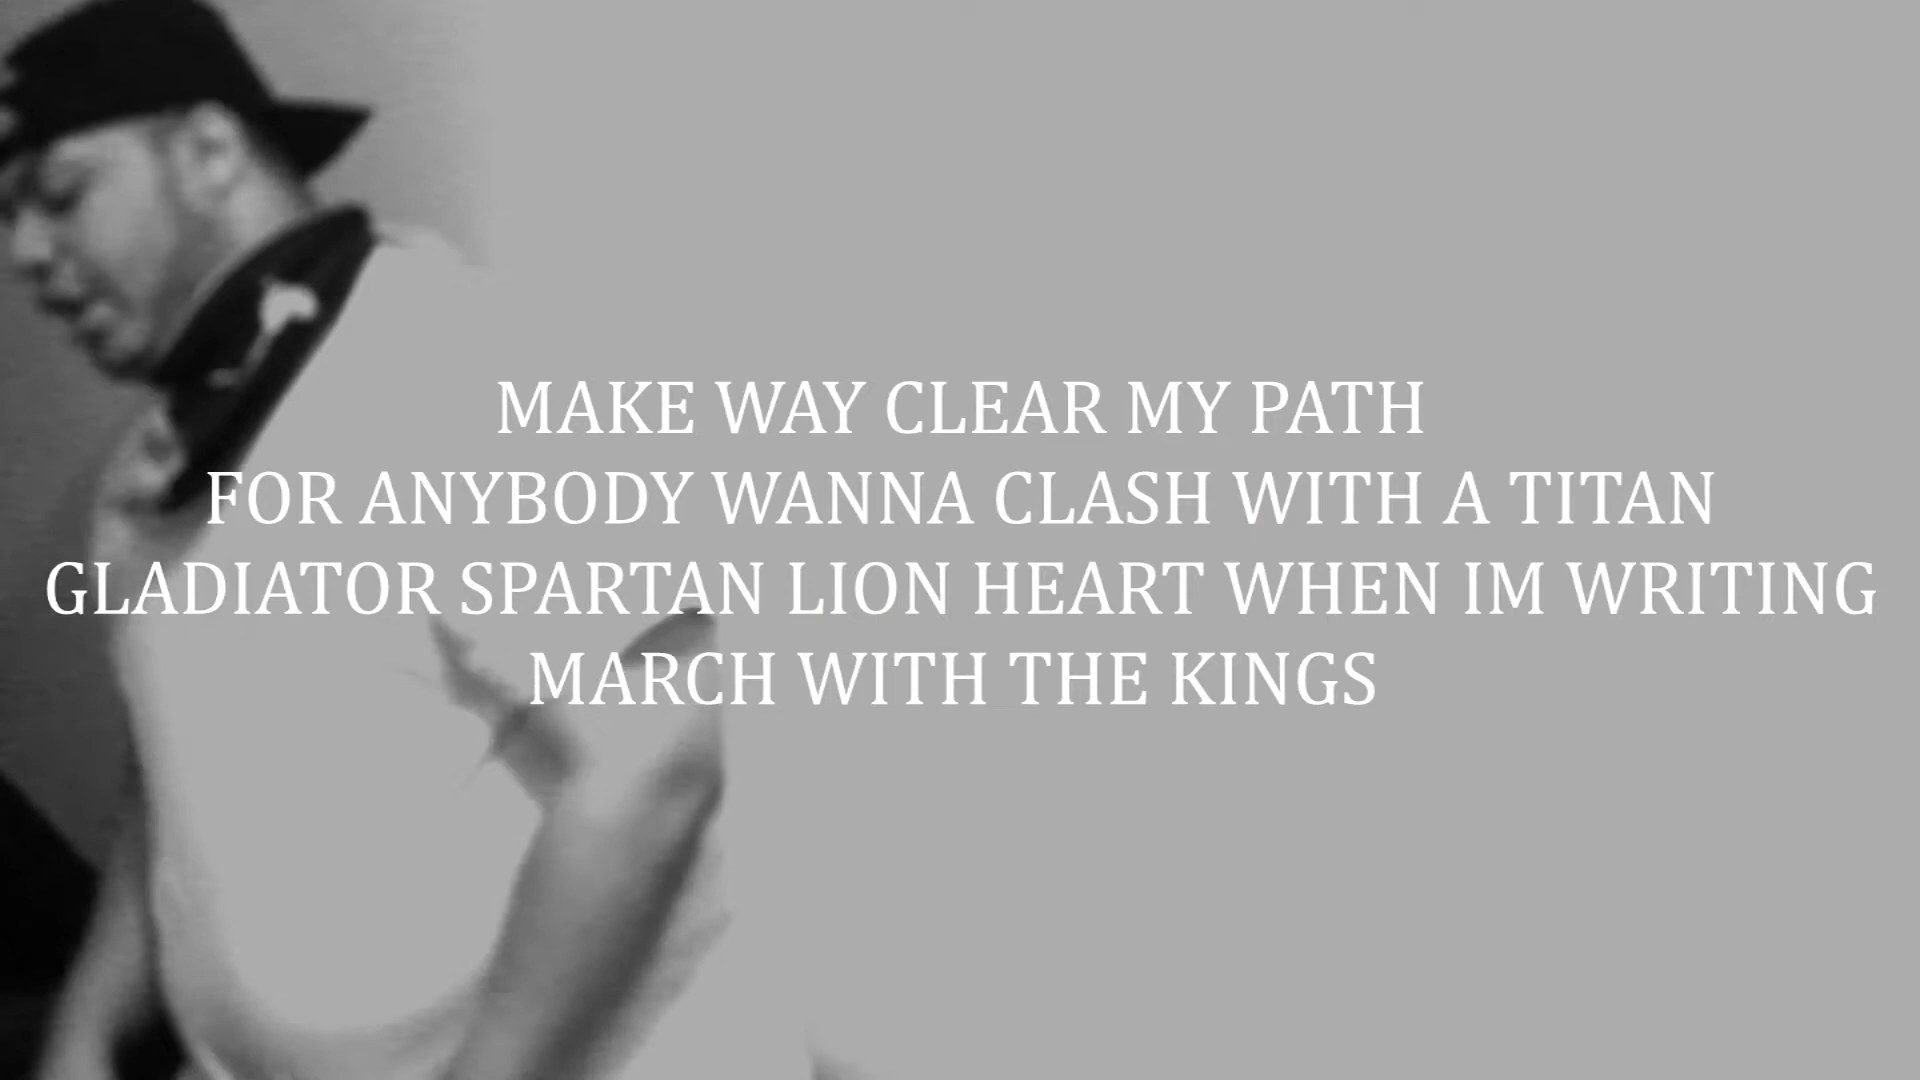 MAKE WAY CLEAR MY PATH
FOR ANYBODY WANNA CLASH WITH A TITAN
GLADIATOR SPARTAN LION HEART WHEN IM WRITING
MARCH WITH THE KINGS